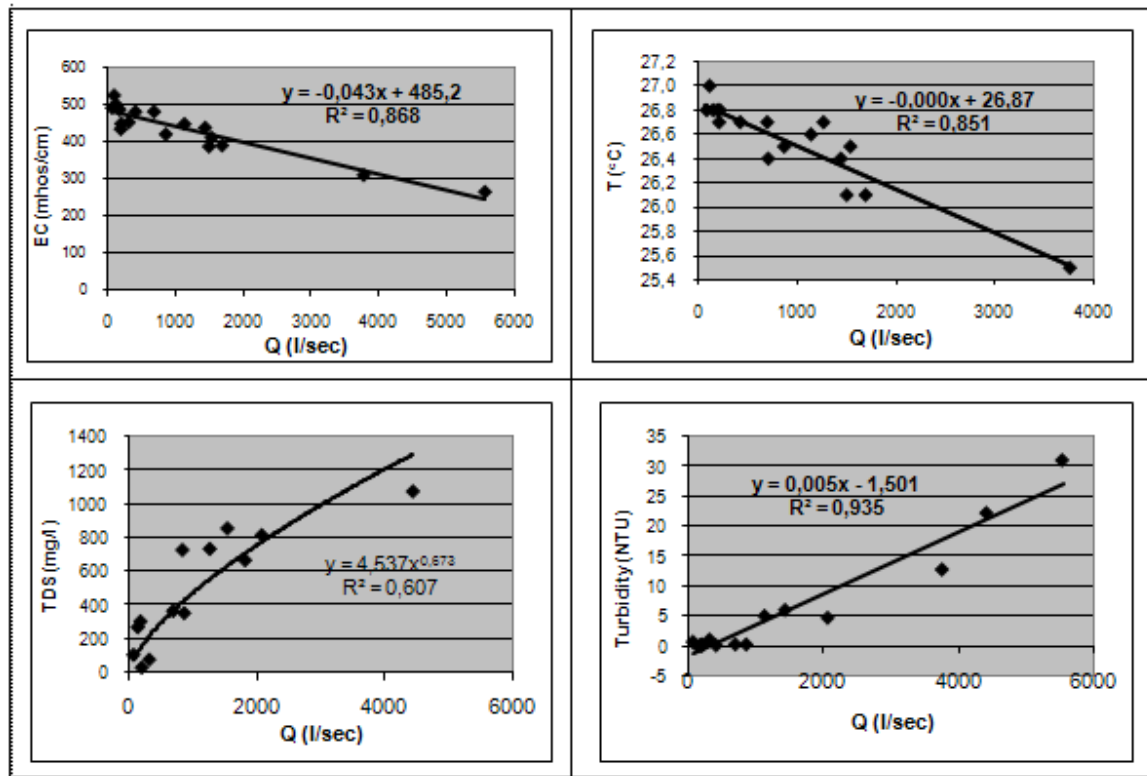 600
500
400
300
200
100
0
EC (mhos/cm)
y = -0,043x + 485,2
R² = 0,868
0 1000 2000 3000 4000 5000 6000
Q (l/sec)
27,2
27,0
26,8
26,6
26,4
26,2
26,0
25,8
25,6
25,4
T (°C)
y = -0,000x + 26,87
R² = 0,851
0 1000 2000 3000 4000
Q (l/sec)
1400
1200
1000
800
600
400
200
0
TDS (mg/l)
y = 4,537x^0,673
R² = 0,607
0 2000 4000 6000
Q (l/sec)
35
30
25
20
15
10
5
0
-5
Turbidity (NTU)
y = 0,005x - 1,501
R² = 0,935
0 2000 4000 6000
Q (l/sec)